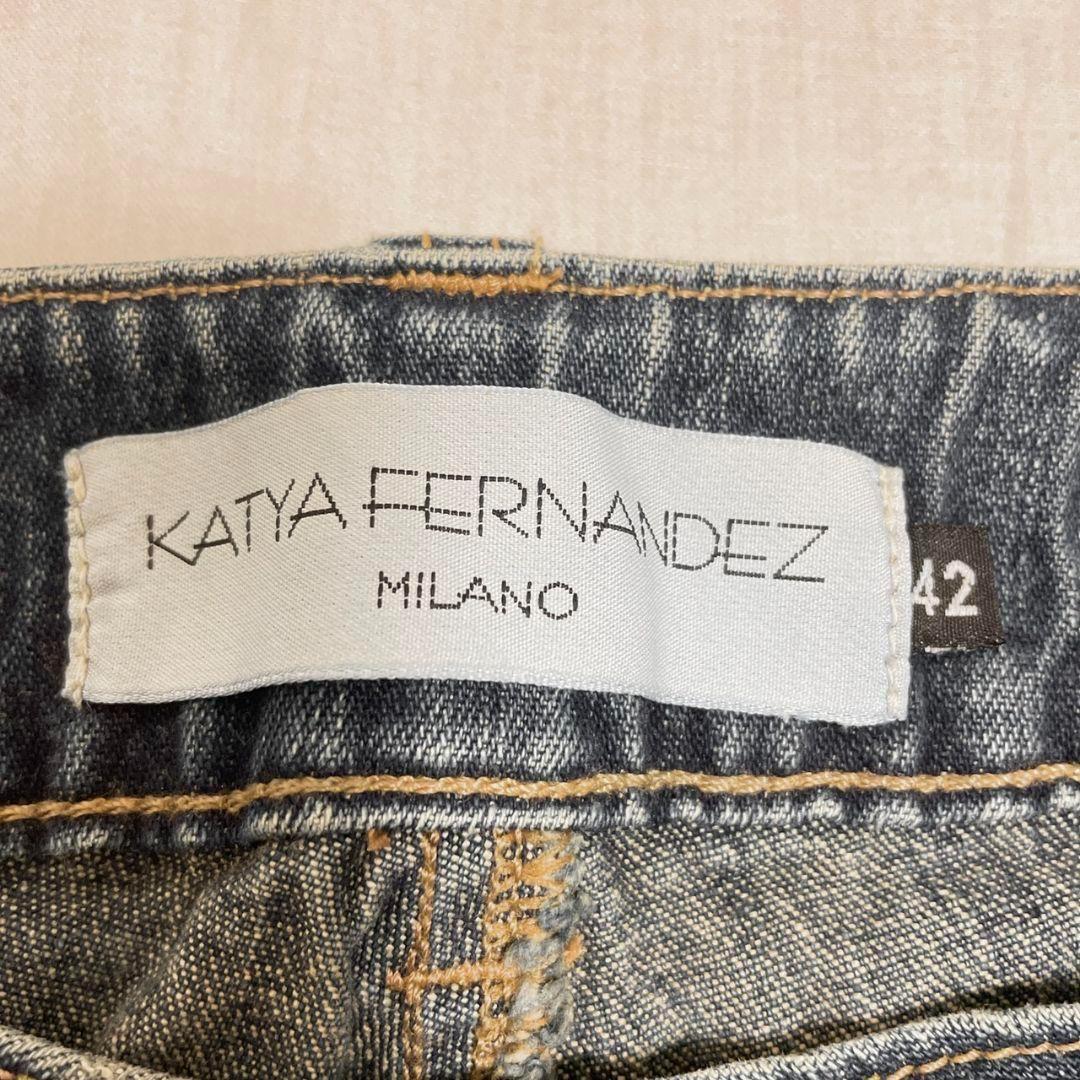 KATYA FERNANDEZ
MILANO
42